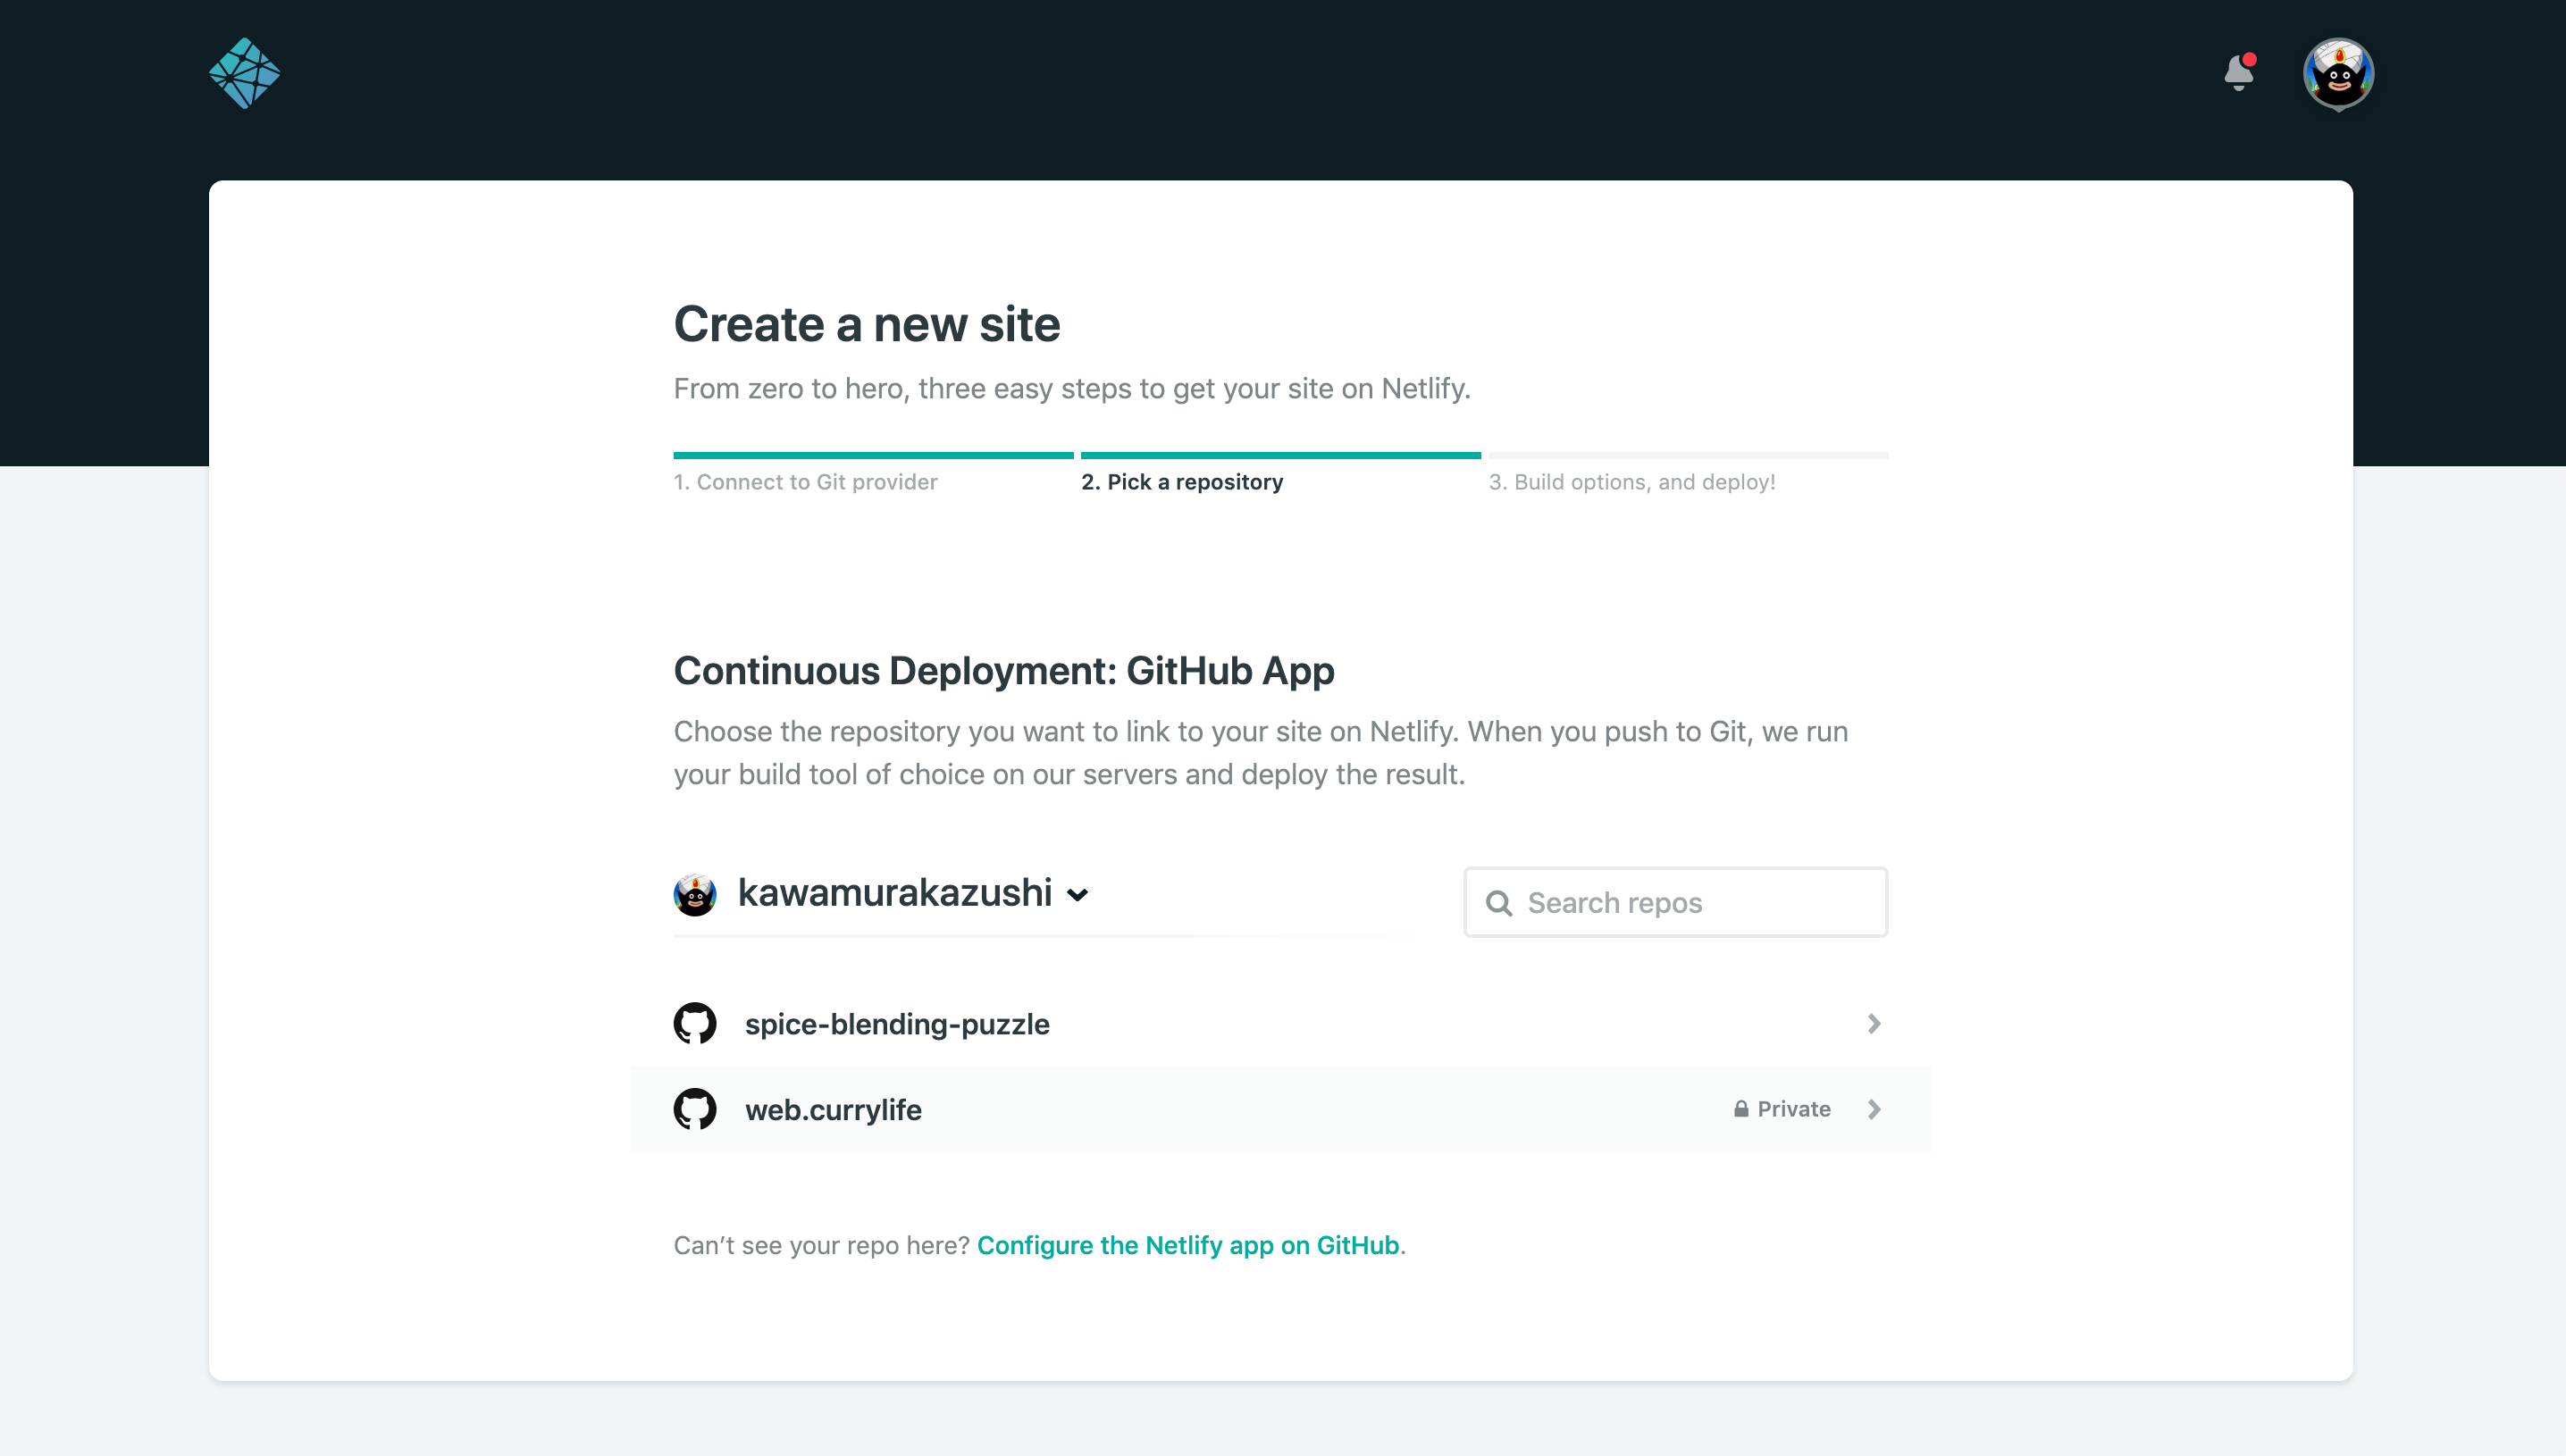 Create a new site
From zero to hero, three easy steps to get your site on Netlify.
1. Connect to Git provider
2. Pick a repository
3. Build options, and deploy!
Continuous Deployment: GitHub App
Choose the repository you want to link to your site on Netlify. When you push to Git, we run
your build tool of choice on our servers and deploy the result.
kawamurakazushi
Search repos
spice-blending-puzzle
web.currylife
Private
Can’t see your repo here? Configure the Netlify app on GitHub.